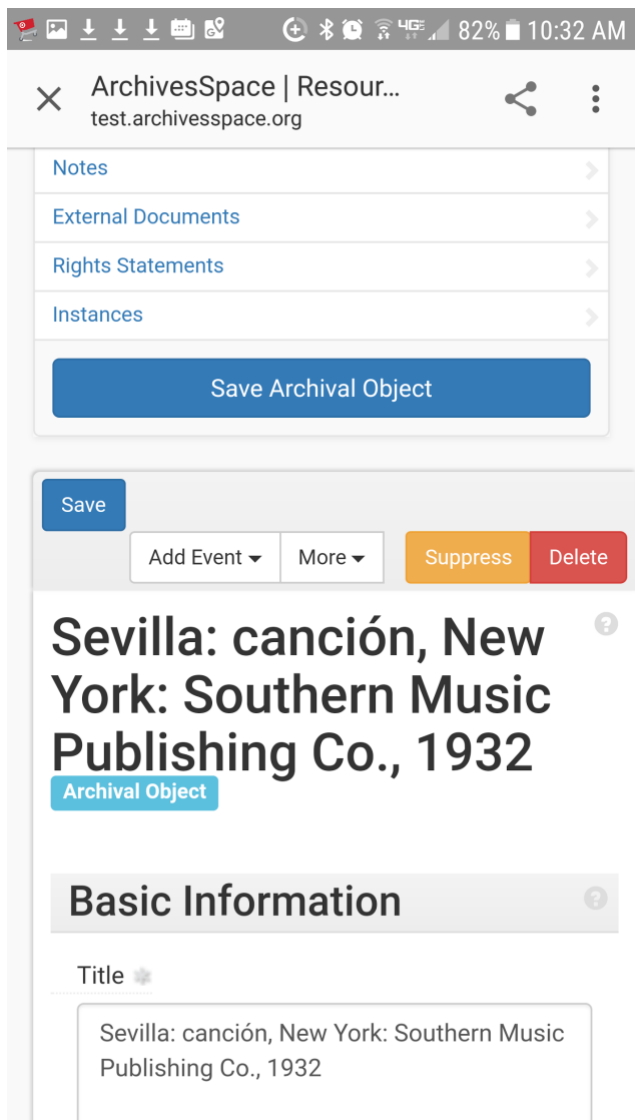 4G 82% 10:32 AM
ArchivesSpace | Resour...
test.archivesspace.org
Notes
External Documents
Rights Statements
Instances
Save Archival Object
Save
Add Event More Suppress Delete
Sevilla: canción, New
York: Southern Music
Publishing Co., 1932
Archival Object
Basic Information
Title
Sevilla: canción, New York: Southern Music
Publishing Co., 1932